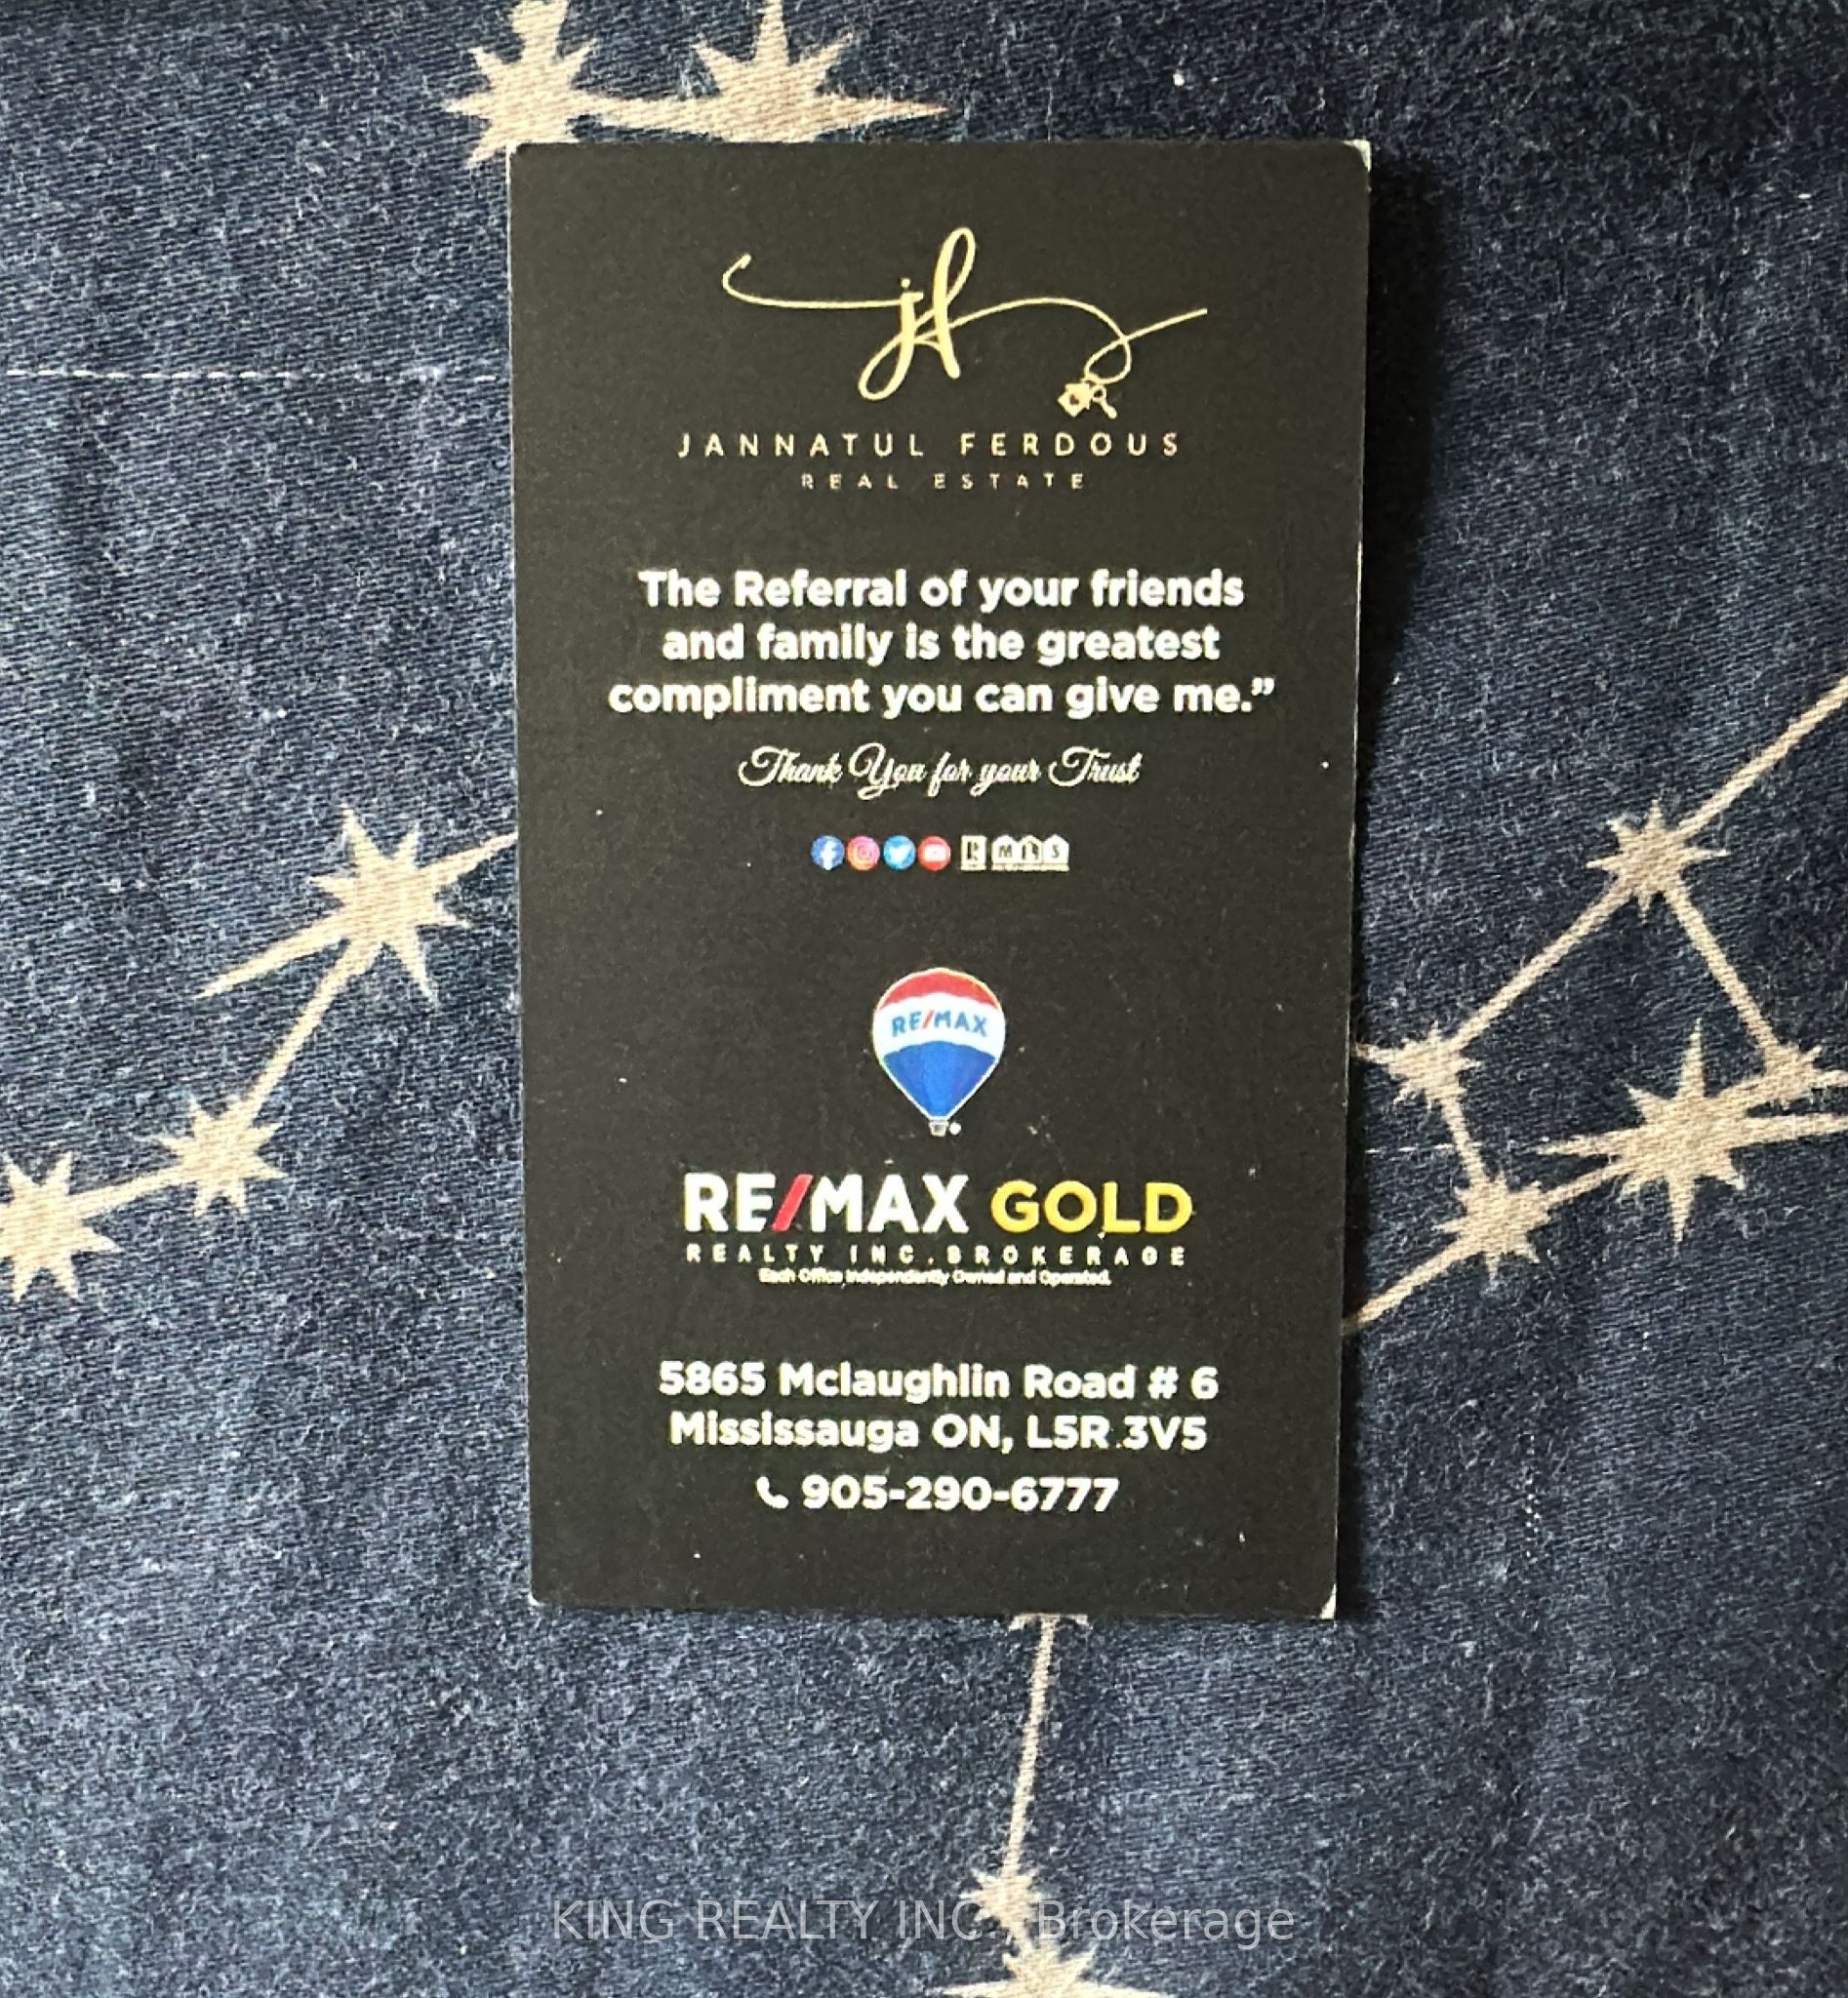 jf
JANNATUL FERDOUS
REAL ESTATE
The Referral of your friends
and family is the greatest
compliment you can give me.”
Thank You for your Trust
R MLS
RE/MAX
RE/MAX GOLD
REALTY INC. BROKERAGE
Each Office Independently Owned and Operated.
5865 Mclaughlin Road # 6
Mississauga ON, L5R 3V5
905-290-6777
KING REALTY INC., Brokerage